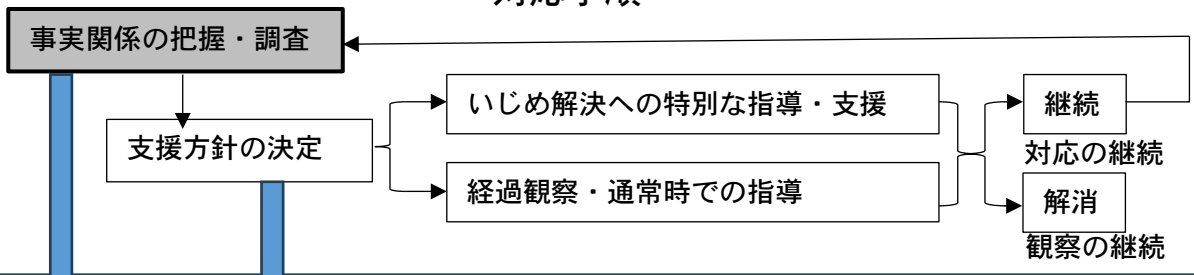 事実関係の把握・調査
いじめ解決への特別な指導・支援
継続
支援方針の決定
対応の継続
経過観察・通常時での指導
解消
観察の継続